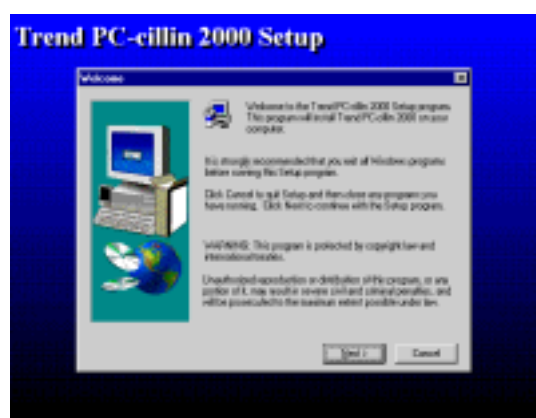 Trend PC-cillin 2000 Setup
Welcome
Welcome to the Trend PC-cillin 2000 Setup program.
This program will install Trend PC-cillin 2000 on your
computer.
It is strongly recommended that you exit all Windows programs
before running this Setup program.
Click Cancel to quit Setup and then close any programs you
have running. Click Next to continue with the Setup program.
WARNING: This program is protected by copyright law and
international treaties.
Unauthorized reproduction or distribution of this program, or any
portion of it, may result in severe civil and criminal penalties, and
will be prosecuted to the maximum extent possible under law.
Next >
Cancel